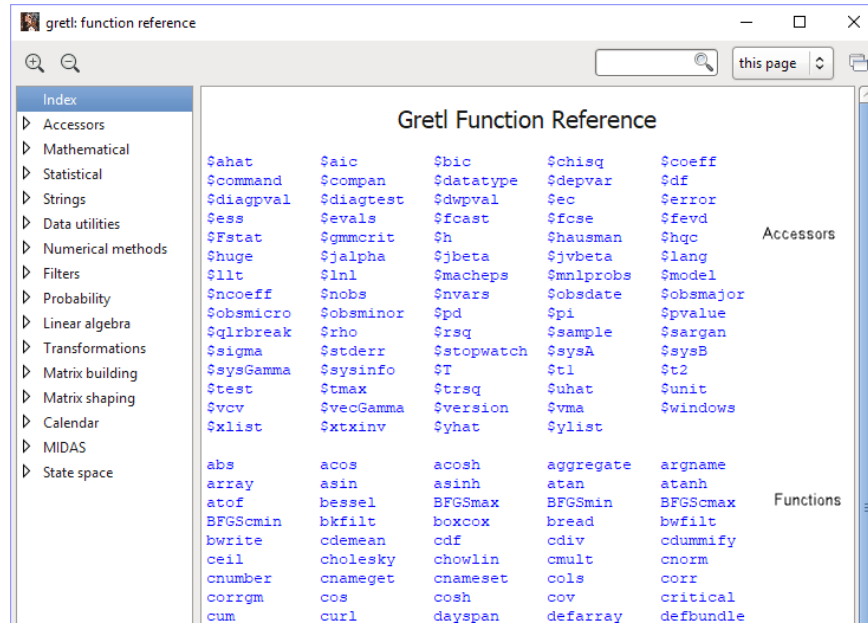 gretl: function reference
this page
Index
Accessors
Mathematical
Statistical
Strings
Data utilities
Numerical methods
Filters
Probability
Linear algebra
Transformations
Matrix building
Matrix shaping
Calendar
MIDAS
State space
Gretl Function Reference
$ahat $aic $bic $chisq $coeff
$command $compan $datatype $depvar $df
$diagpval $diagtest $dwpval $ec $error
$ess $evals $fcast $fcse $fevd
$Fstat $gmmcrit $h $hausman $hqc
$huge $jalpha $jbeta $jvbeta $lang
$llt $lnl $macheps $mnlprobs $model
$ncoeff $nobs $nvars $obsdate $obsmajor
$obsmicro $obsminor $pd $pi $pvalue
$qlrbreak $rho $rsq $sample $sargan
$sigma $stderr $stopwatch $sysA $sysB
$sysGamma $sysinfo $T $t1 $t2
$test $tmax $trsq $uhat $unit
$vcv $vecGamma $version $vma $windows
$xlist $xtxinv $yhat $ylist
Accessors
abs acos acosh aggregate argname
array asin asinh atan atanh
atof bessel BFGSmax BFGSmin BFGScmax
BFGScmin bkfilt boxcox bread bwfilt
bwrite cdemean cdf cdiv cdummify
ceil cholesky chowlin cmult cnorm
cnumber cnameget cnameset cols corr
corrgm cos cosh cov critical
cum curl dayspan defarray defbundle
Functions